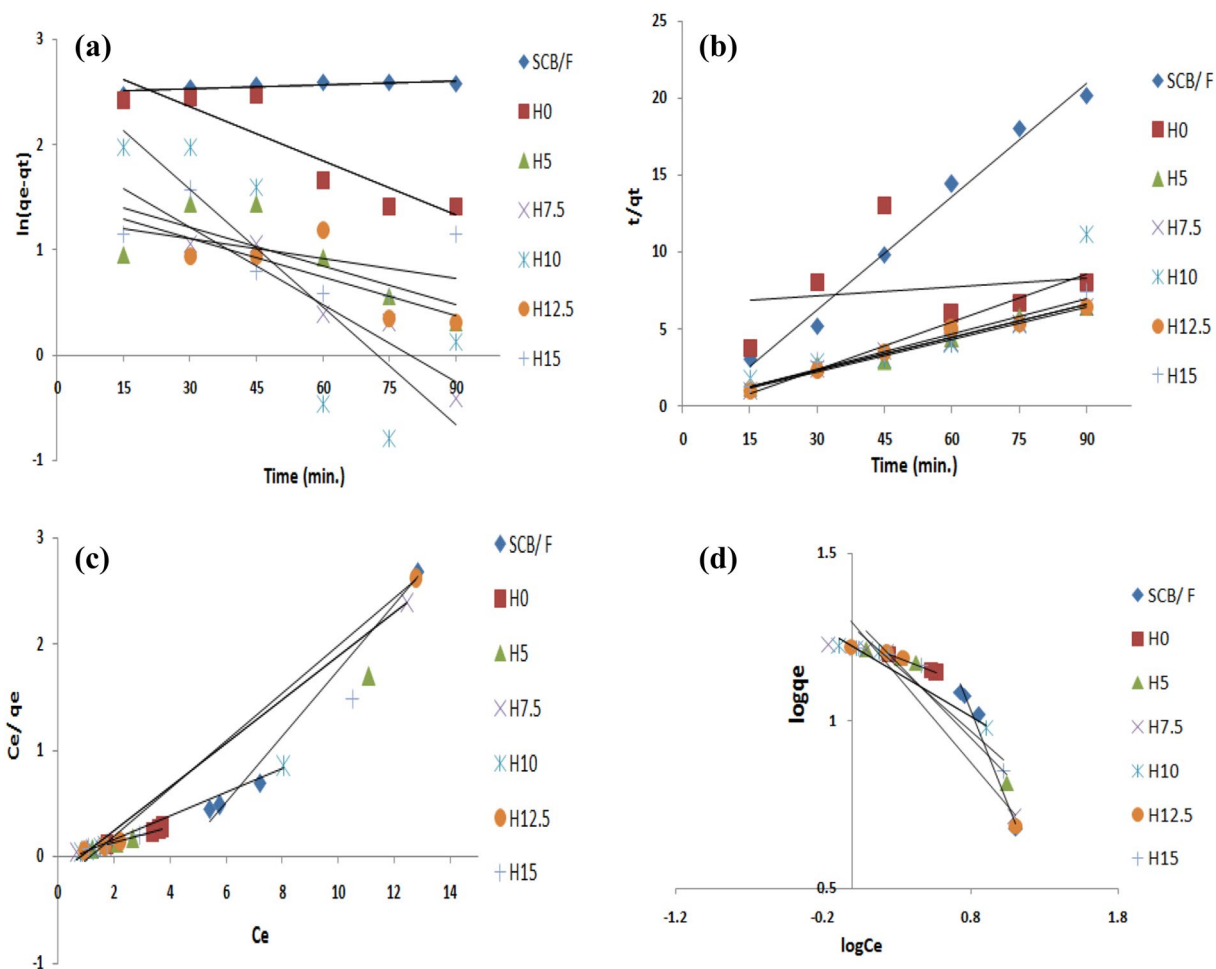 (a)
3
2
1
0
-1
0 15 30 45 60 75 90
ln(qe-qt)
Time (min.)
SCB/F
H0
H5
H7.5
H10
H12.5
H15
(b)
25
20
15
10
5
0
0 15 30 45 60 75 90
t/qt
Time (min.)
SCB/ F
H0
H5
H7.5
H10
H12.5
H15
(c)
3
2
1
0
-1
0 2 4 6 8 10 12 14
Ce/ qe
Ce
SCB/ F
H0
H5
H7.5
H10
H12.5
H15
(d)
1.5
1
0.5
-1.2 -0.2 0.8 1.8
logqe
logCe
SCB/ F
H0
H5
H7.5
H10
H12.5
H15